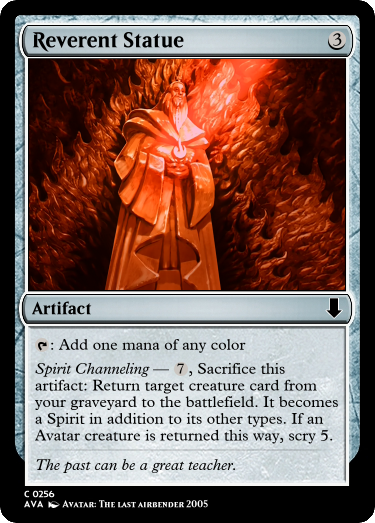 Reverent Statue 3
Artifact
: Add one mana of any color
Spirit Channeling — 7, Sacrifice this
artifact: Return target creature card from
your graveyard to the battlefield. It becomes
a Spirit in addition to its other types. If an
Avatar creature is returned this way, scry 5.
The past can be a great teacher.
C 0256
AVA Avatar: The last airbender 2005